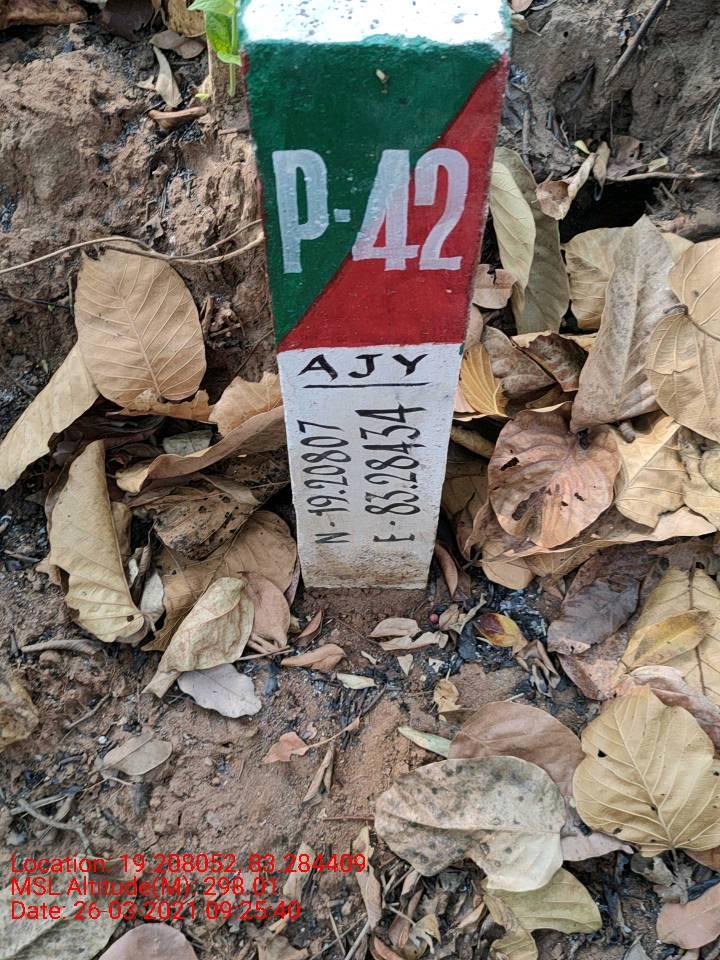 P-42
AJY
N - 19.20807
E - 83.28434
Location: 19.208052, 83.284409
MSL Altitude(M): 298.01
Date: 26-03-2021 09:25:40